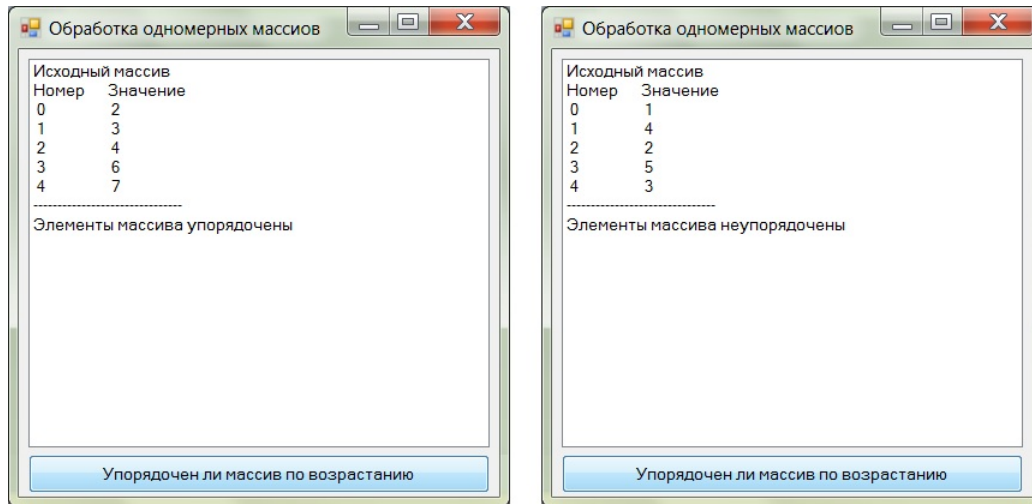 Обработка одномерных массиов
Исходный массив
Номер Значение
0 2
1 3
2 4
3 6
4 7
-------------------------------
Элементы массива упорядочены
Упорядочен ли массив по возрастанию
Обработка одномерных массиов
Исходный массив
Номер Значение
0 1
1 4
2 2
3 5
4 3
-------------------------------
Элементы массива неупорядочены
Упорядочен ли массив по возрастанию